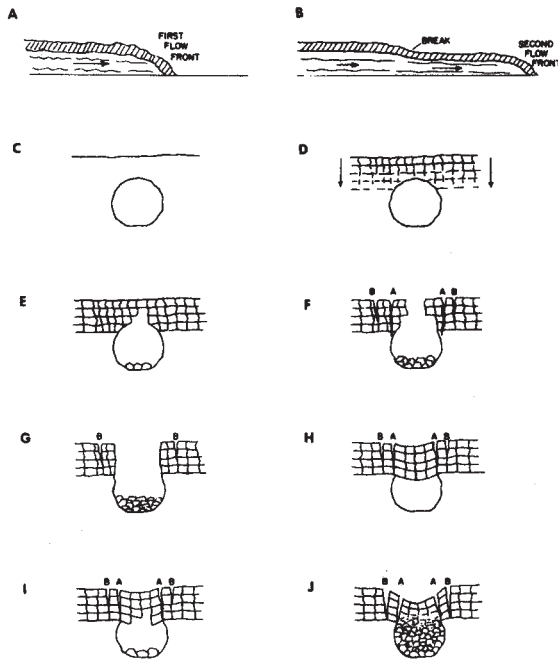 A
FIRST
FLOW
FRONT
B
BREAK
SECOND
FLOW
FRONT
C
D
E
F
B A A B
G
B B
H
B A A B
I
B A A B
J
B A A B